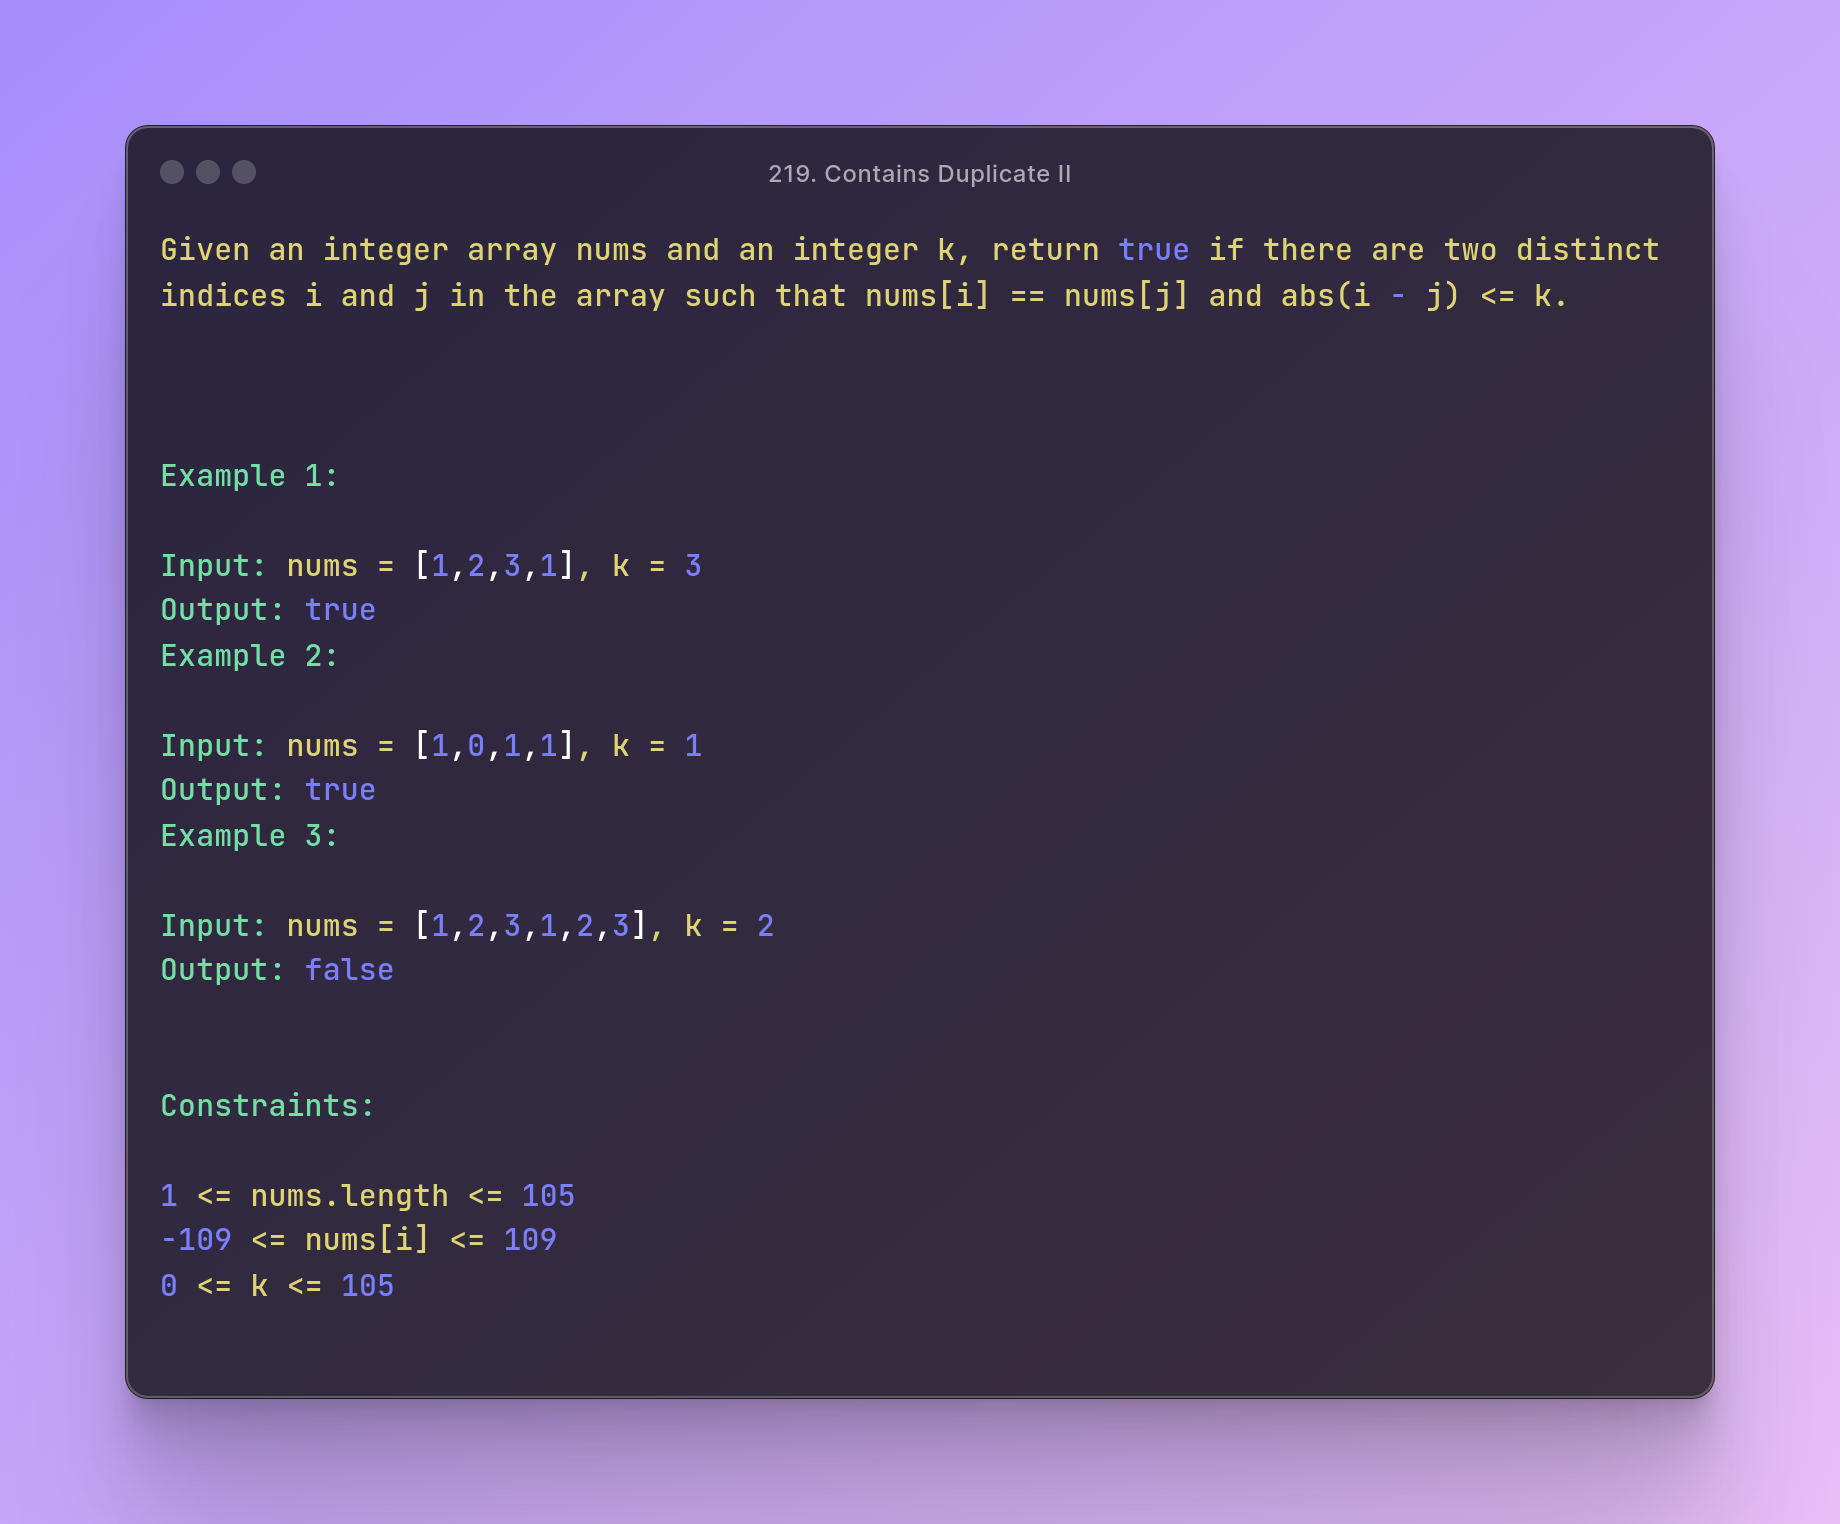 219. Contains Duplicate II
Given an integer array nums and an integer k, return true if there are two distinct
indices i and j in the array such that nums[i] == nums[j] and abs(i - j) <= k.
Example 1:
Input: nums = [1,2,3,1], k = 3
Output: true
Example 2:
Input: nums = [1,0,1,1], k = 1
Output: true
Example 3:
Input: nums = [1,2,3,1,2,3], k = 2
Output: false
Constraints:
1 <= nums.length <= 105
-109 <= nums[i] <= 109
0 <= k <= 105